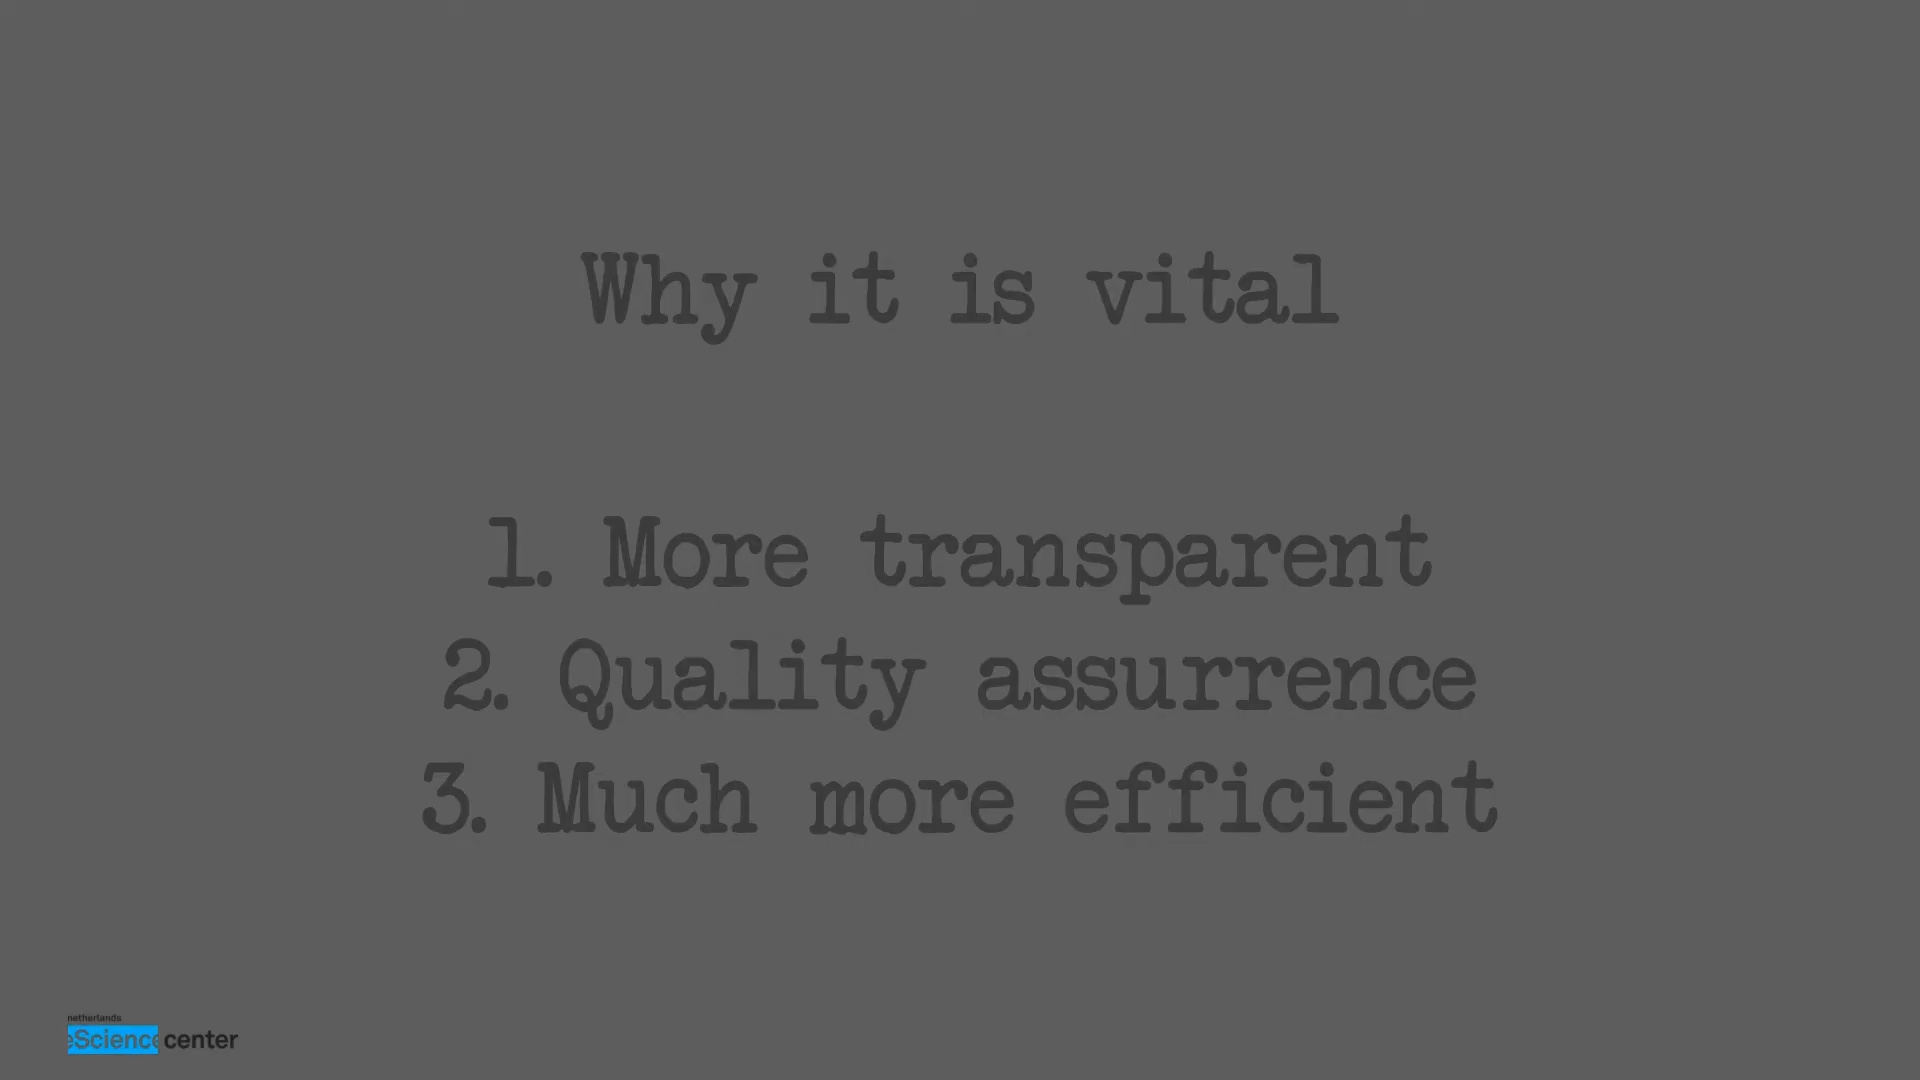 Why it is vital
1. More transparent
2. Quality assurrence
3. Much more efficient
netherlands
eScience center